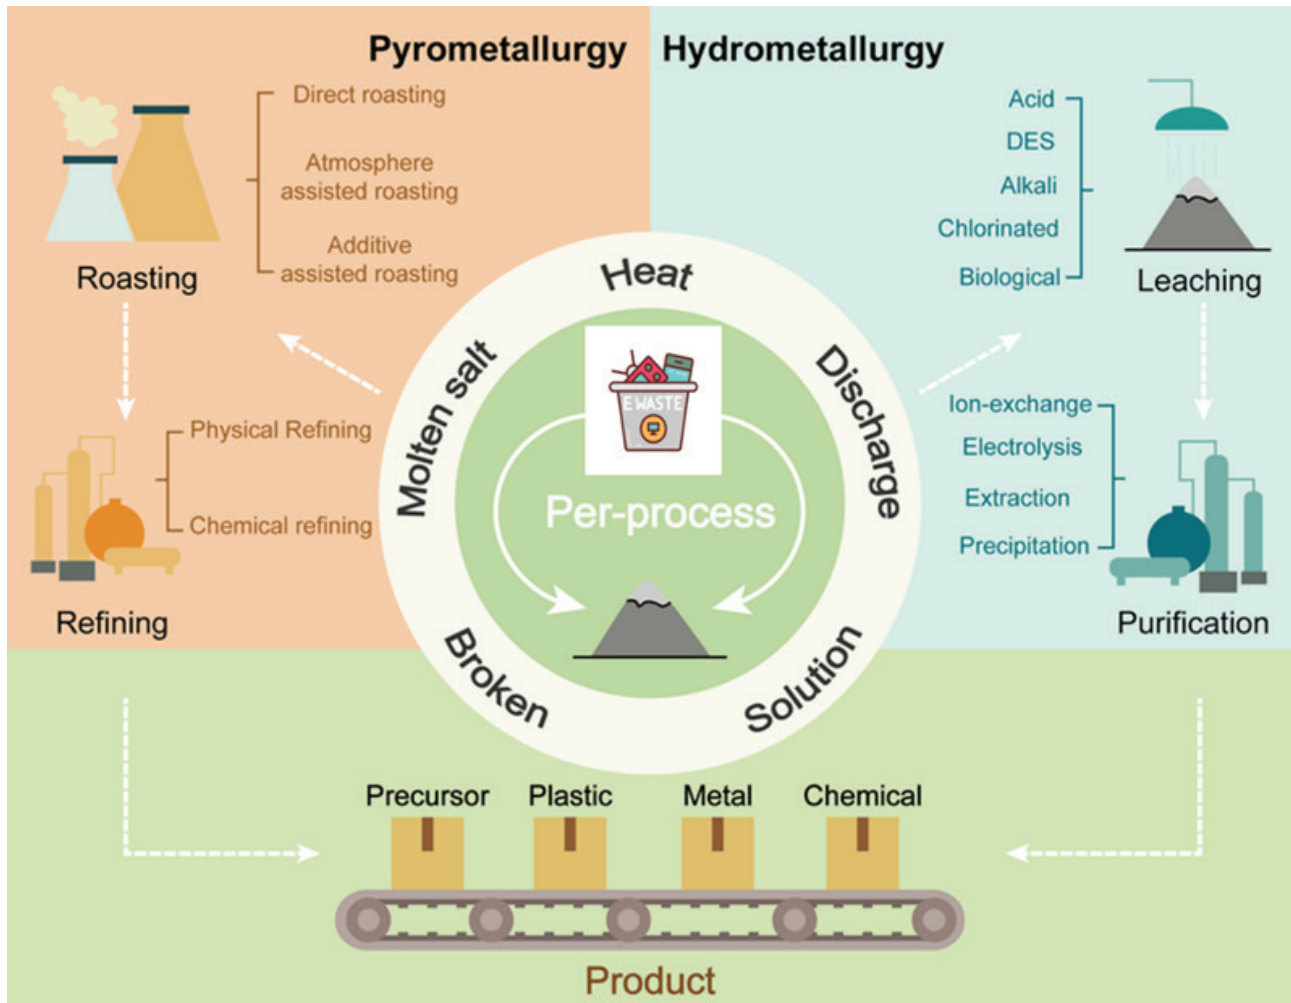 Pyrometallurgy
Direct roasting
Atmosphere
assisted roasting
Additive
assisted roasting
Roasting
Physical Refining
Chemical refining
Refining
Hydrometallurgy
Acid
DES
Alkali
Chlorinated
Biological
Leaching
Ion-exchange
Electrolysis
Extraction
Precipitation
Purification
Heat
Molten salt
Discharge
Broken
Solution
E WASTE
Per-process
Precursor
Plastic
Metal
Chemical
Product